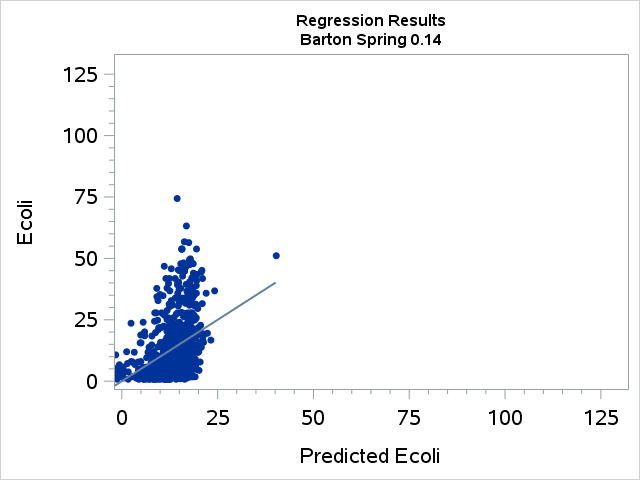 Regression Results
Barton Spring 0.14
125
100
75
50
25
0
Ecoli
0 25 50 75 100 125
Predicted Ecoli